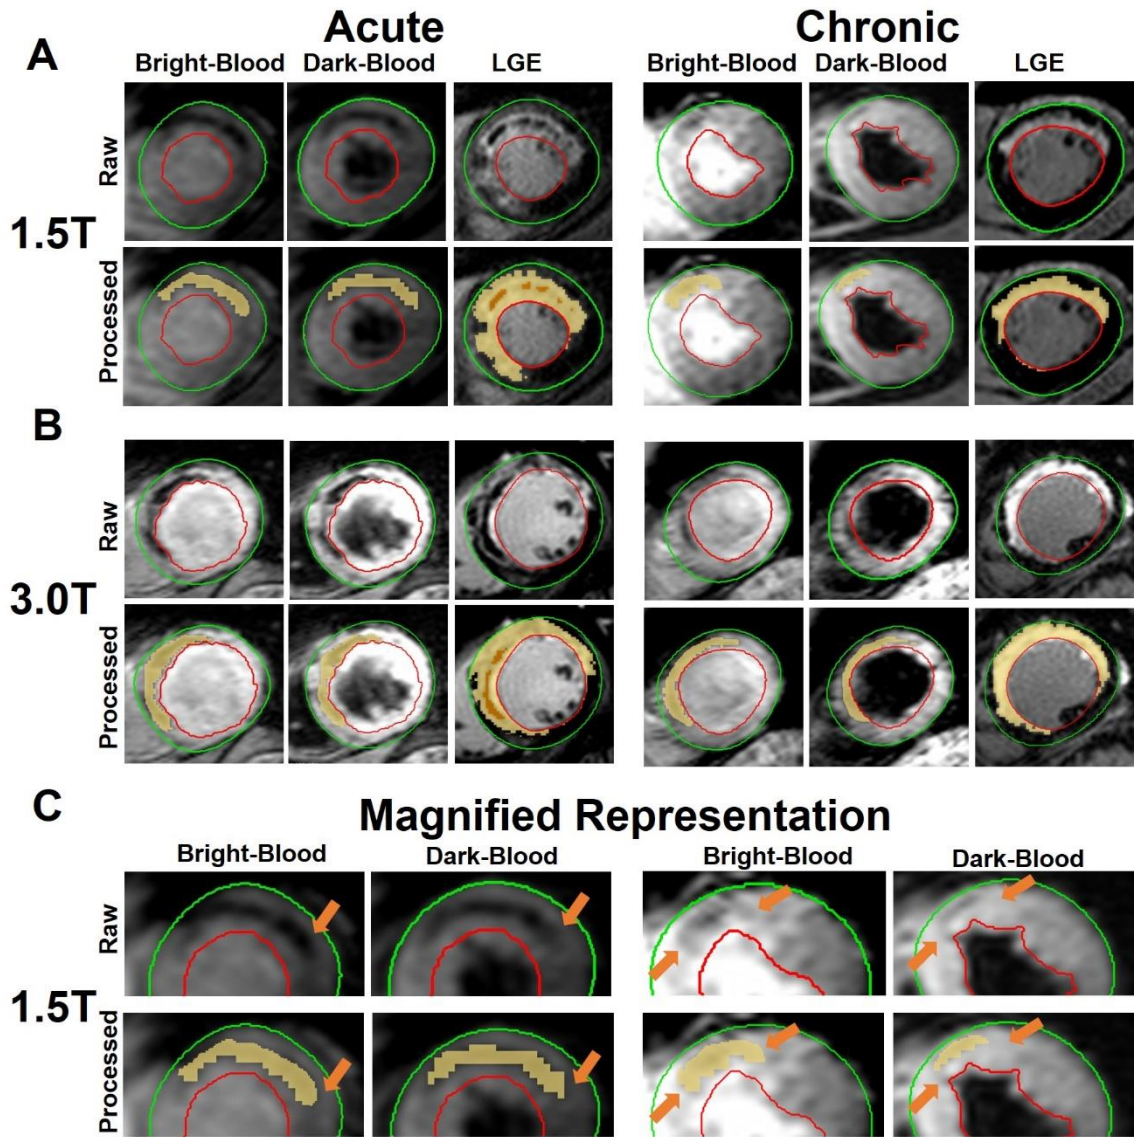 Acute Chronic
A Bright-Blood Dark-Blood LGE Bright-Blood Dark-Blood LGE
Raw
1.5T
Processed
B
Raw
3.0T
Processed
C Magnified Representation
Bright-Blood Dark-Blood Bright-Blood Dark-Blood
Raw
1.5T
Processed